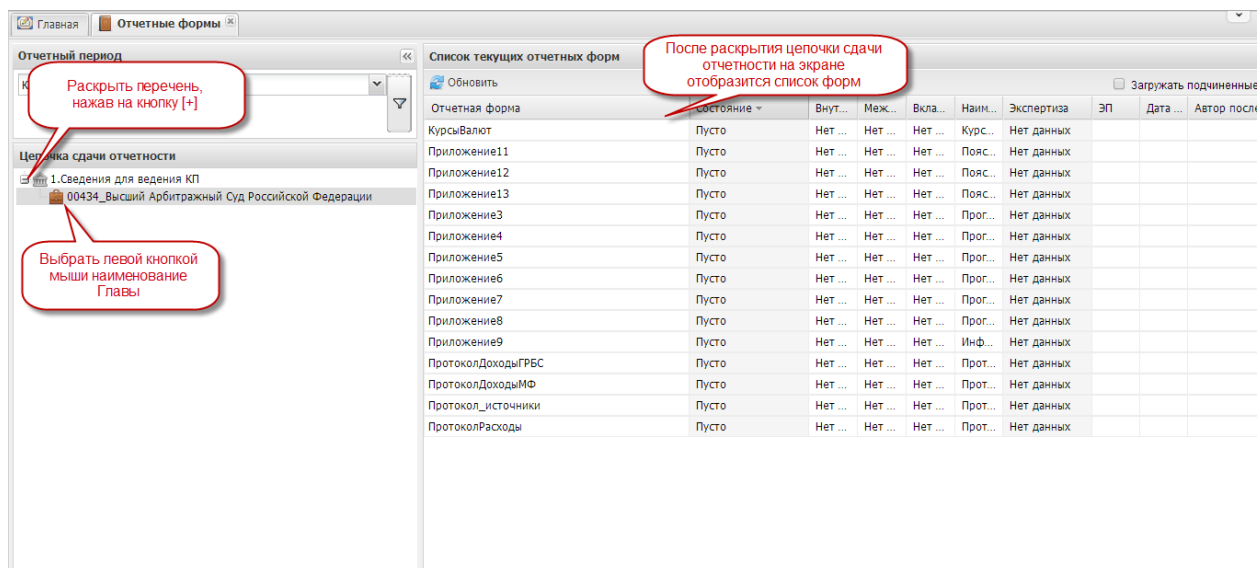 Главная
Отчетные формы
Отчетный период
К
Раскрыть перечень,
нажав на кнопку [+]
Цепочка сдачи отчетности
1.Сведения для ведения КП
00434_Высший Арбитражный Суд Российской Федерации
Выбрать левой кнопкой
мыши наименование
Главы
Список текущих отчетных форм
После раскрытия цепочки сдачи
отчетности на экране
отобразится список форм
Обновить
Загружать подчиненные
Отчетная форма Состояние Внут... Меж... Вкла... Наим... Экспертиза ЭП Дата ... Автор после
КурсыВалют Пусто Нет ... Нет ... Нет ... Курс... Нет данных
Приложение11 Пусто Нет ... Нет ... Нет ... Пояс... Нет данных
Приложение12 Пусто Нет ... Нет ... Нет ... Пояс... Нет данных
Приложение13 Пусто Нет ... Нет ... Нет ... Пояс... Нет данных
Приложение3 Пусто Нет ... Нет ... Нет ... Прог... Нет данных
Приложение4 Пусто Нет ... Нет ... Нет ... Прог... Нет данных
Приложение5 Пусто Нет ... Нет ... Нет ... Прог... Нет данных
Приложение6 Пусто Нет ... Нет ... Нет ... Прог... Нет данных
Приложение7 Пусто Нет ... Нет ... Нет ... Прог... Нет данных
Приложение8 Пусто Нет ... Нет ... Нет ... Прог... Нет данных
Приложение9 Пусто Нет ... Нет ... Нет ... Инф... Нет данных
ПротоколДоходыГРБС Пусто Нет ... Нет ... Нет ... Прот... Нет данных
ПротоколДоходыМФ Пусто Нет ... Нет ... Нет ... Прот... Нет данных
Протокол_источники Пусто Нет ... Нет ... Нет ... Прот... Нет данных
ПротоколРасходы Пусто Нет ... Нет ... Нет ... Прот... Нет данных